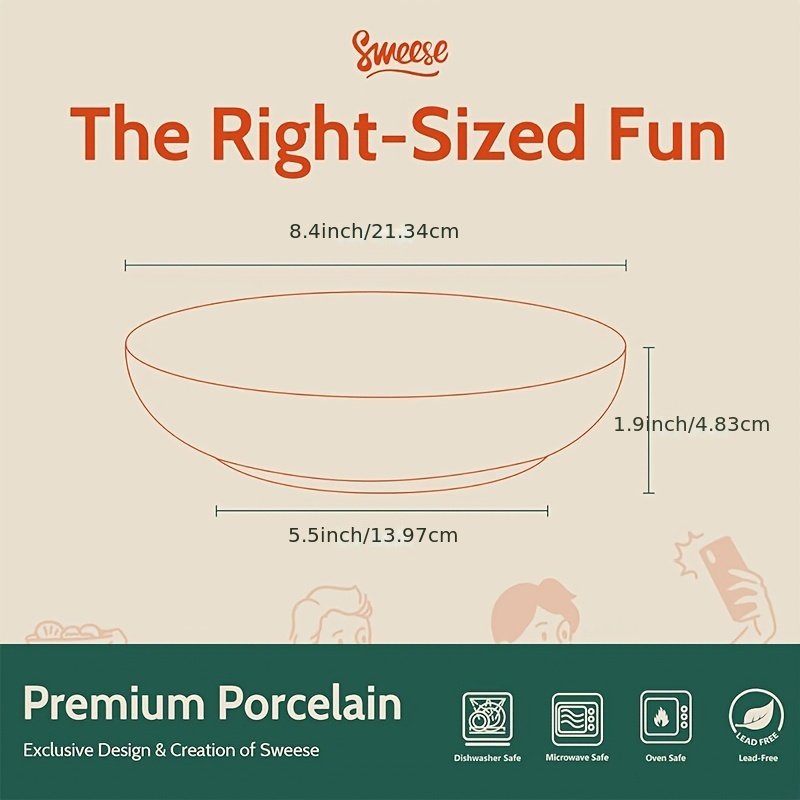 Sweese
The Right-Sized Fun
8.4inch/21.34cm
1.9inch/4.83cm
5.5inch/13.97cm
Premium Porcelain
Exclusive Design & Creation of Sweese
Dishwasher Safe
Microwave Safe
Oven Safe
LEAD FREE
Lead-Free